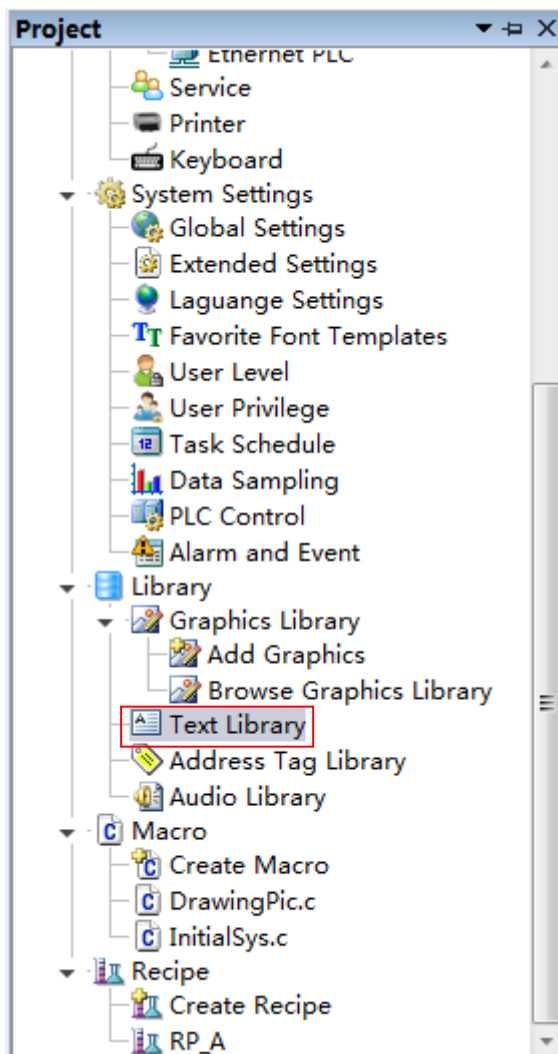 Project
Ethernet PLC
Service
Printer
Keyboard
System Settings
Global Settings
Extended Settings
Laguange Settings
Favorite Font Templates
User Level
User Privilege
Task Schedule
Data Sampling
PLC Control
Alarm and Event
Library
Graphics Library
Add Graphics
Browse Graphics Library
Text Library
Address Tag Library
Audio Library
Macro
Create Macro
DrawingPic.c
InitialSys.c
Recipe
Create Recipe
RP_A